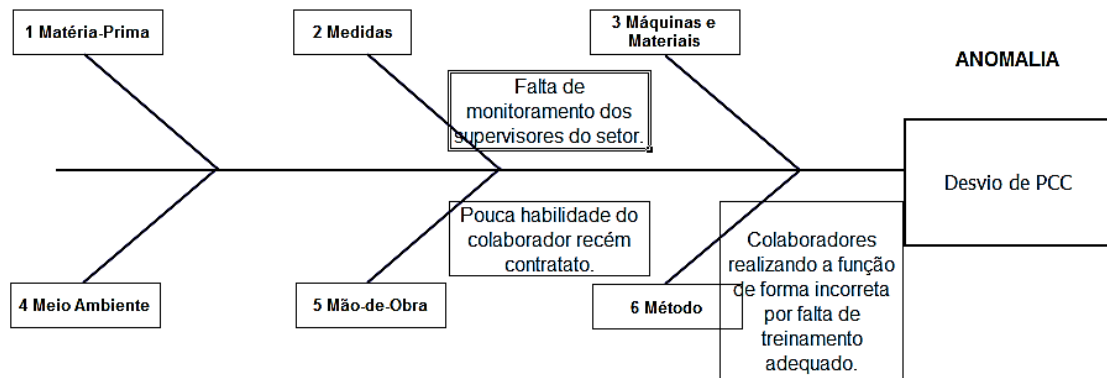 1 Matéria-Prima
2 Medidas
3 Máquinas e
Materiais
ANOMALIA
Falta de
monitoramento dos
supervisores do setor.
Desvio de PCC
Pouca habilidade do
colaborador recém
contratato.
Colaboradores
realizando a função
de forma incorreta
por falta de
treinamento
adequado.
4 Meio Ambiente
5 Mão-de-Obra
6 Método